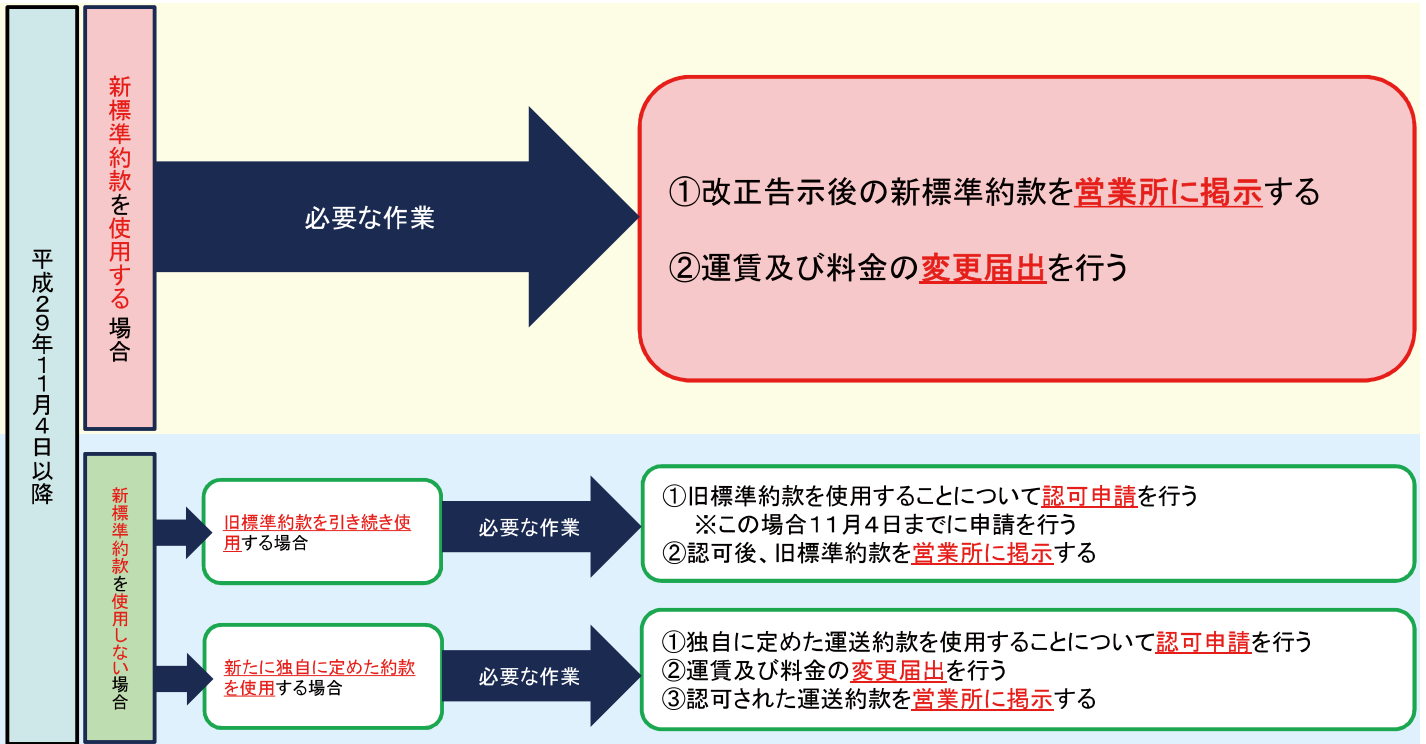 平成２９年１１月４日以降
新標準約款を使用する場合
必要な作業
①改正告示後の新標準約款を営業所に掲示する
②運賃及び料金の変更届出を行う
新標準約款を使用しない場合
旧標準約款を引き続き使
用する場合
必要な作業
①旧標準約款を使用することについて認可申請を行う
※この場合１１月４日までに申請を行う
②認可後、旧標準約款を営業所に掲示する
新たに独自に定めた約款
を使用する場合
必要な作業
①独自に定めた運送約款を使用することについて認可申請を行う
②運賃及び料金の変更届出を行う
③認可された運送約款を営業所に掲示する